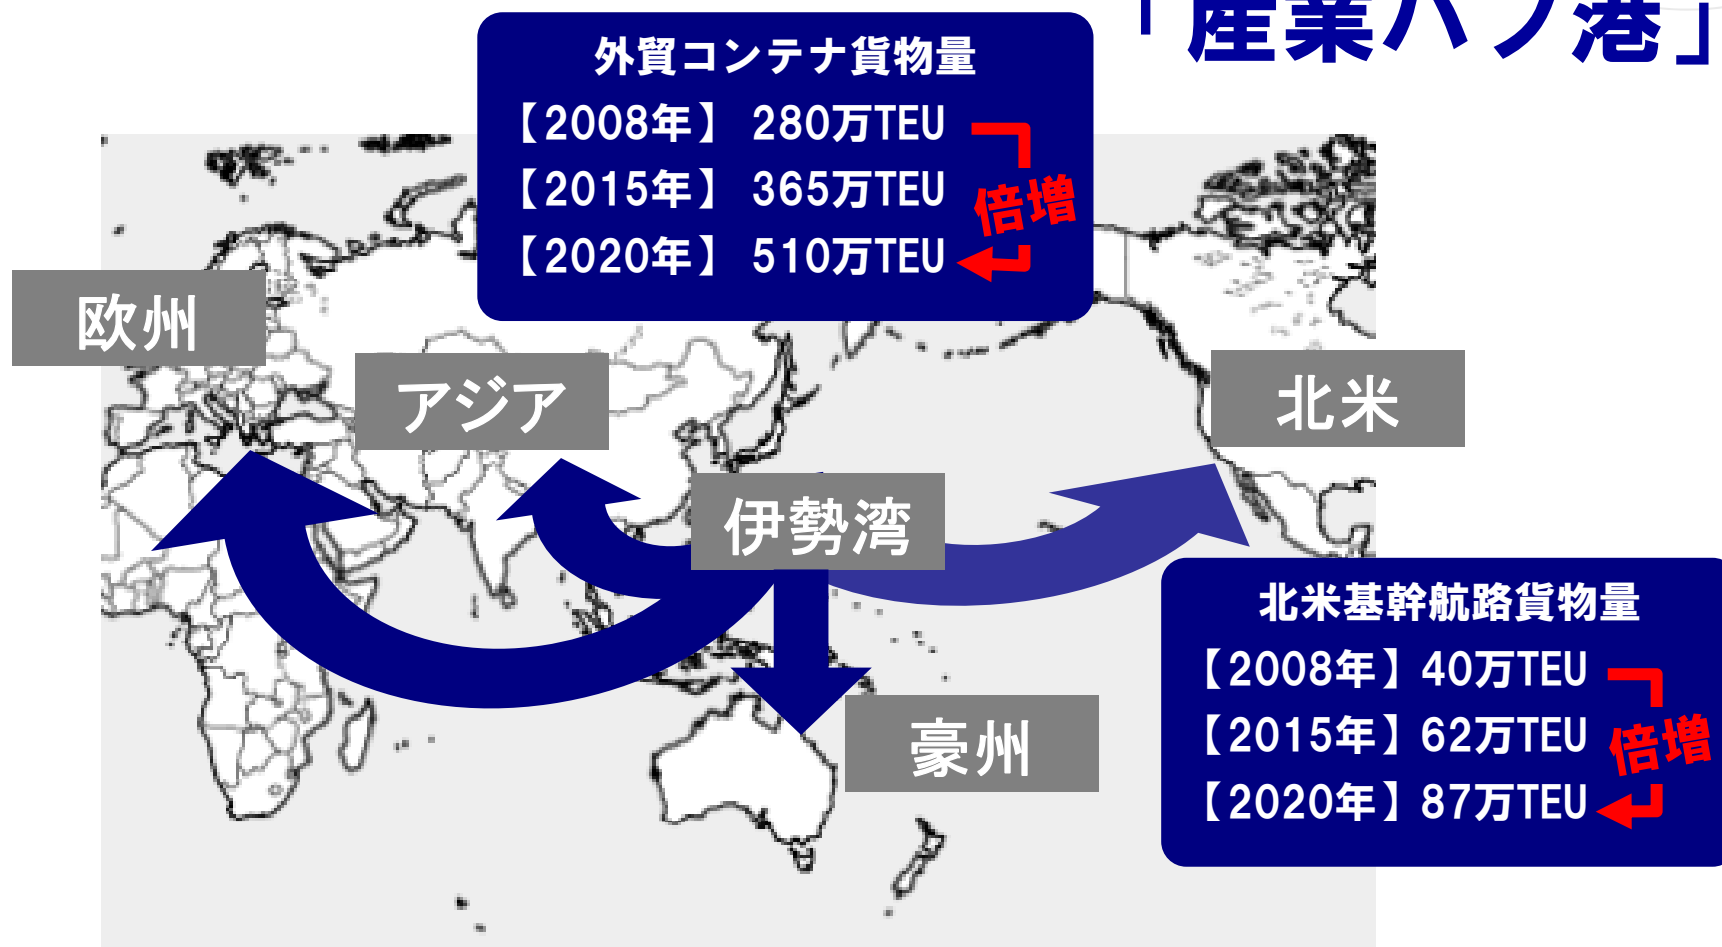 「産業ハブ港」
外貿コンテナ貨物量
【2008年】 280万TEU
【2015年】 365万TEU
【2020年】 510万TEU
倍増
欧州
アジア
北米
伊勢湾
豪州
北米基幹航路貨物量
【2008年】 40万TEU
【2015年】 62万TEU
【2020年】 87万TEU
倍増